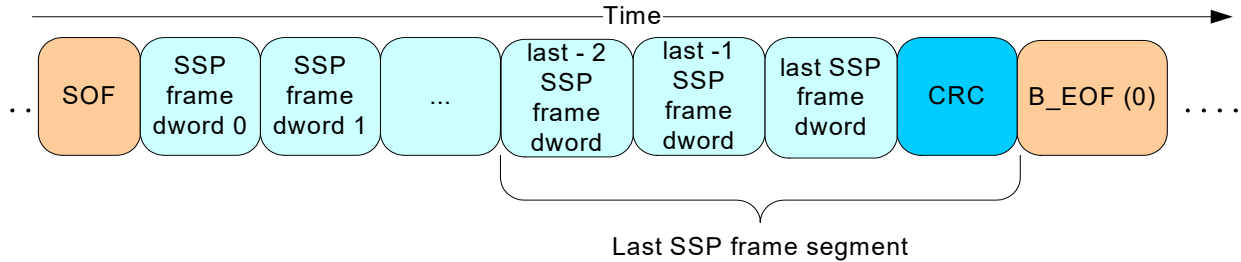 Time
. .
SOF
SSP
frame
dword 0
SSP
frame
dword 1
...
last - 2
SSP
frame
dword
last -1
SSP
frame
dword
last SSP
frame
dword
CRC
B_EOF (0)
. . . .
Last SSP frame segment